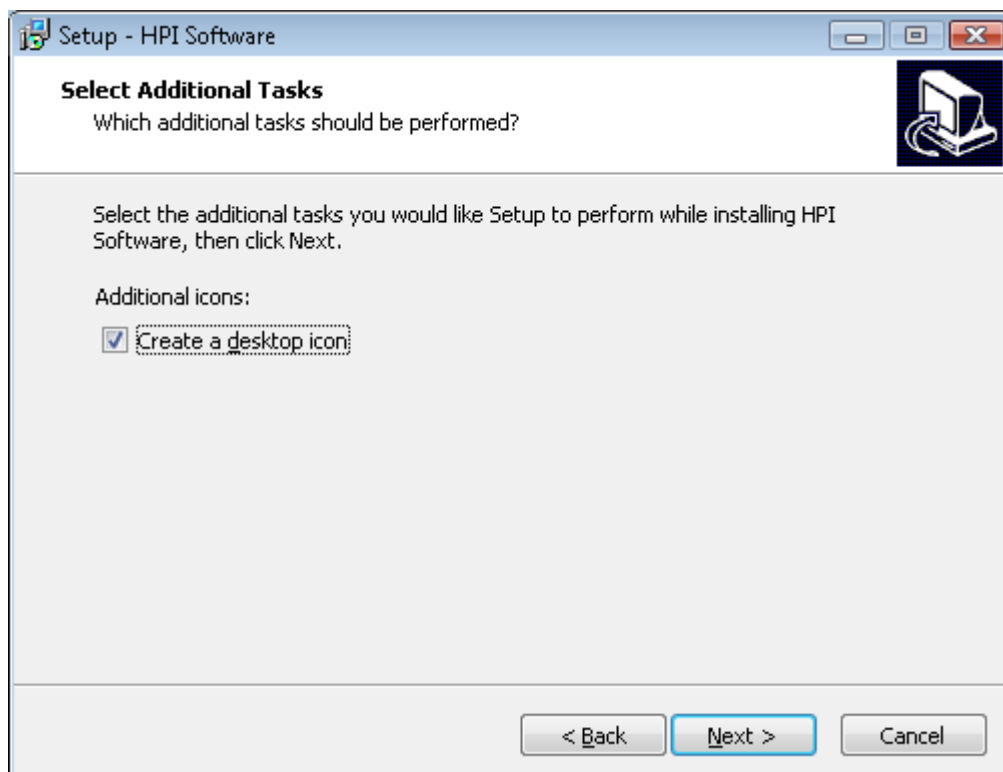 Setup - HPI Software
Select Additional Tasks
Which additional tasks should be performed?
Select the additional tasks you would like Setup to perform while installing HPI
Software, then click Next.
Additional icons:
Create a desktop icon
< Back
Next >
Cancel